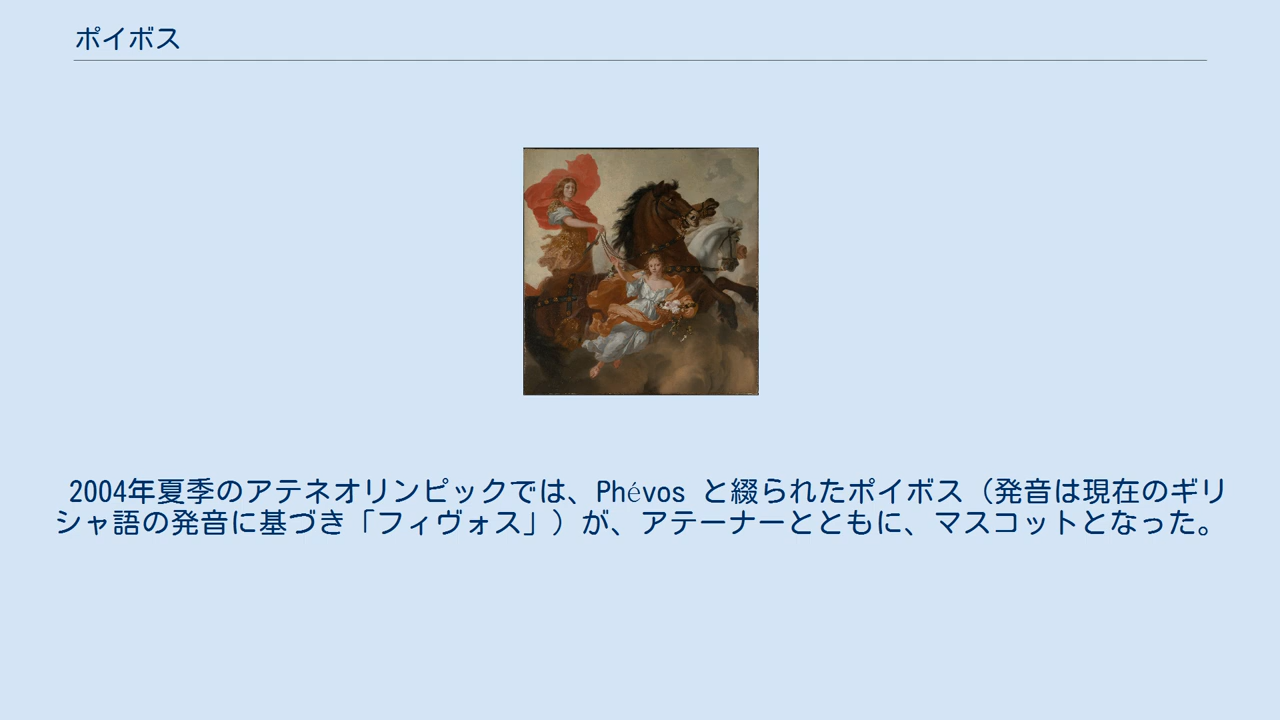 ポイボス
2004年夏季のアテネオリンピックでは、Phévos と綴られたポイボス（発音は現在のギリ
シャ語の発音に基づき「フィヴォス」）が、アテーナーとともに、マスコットとなった。